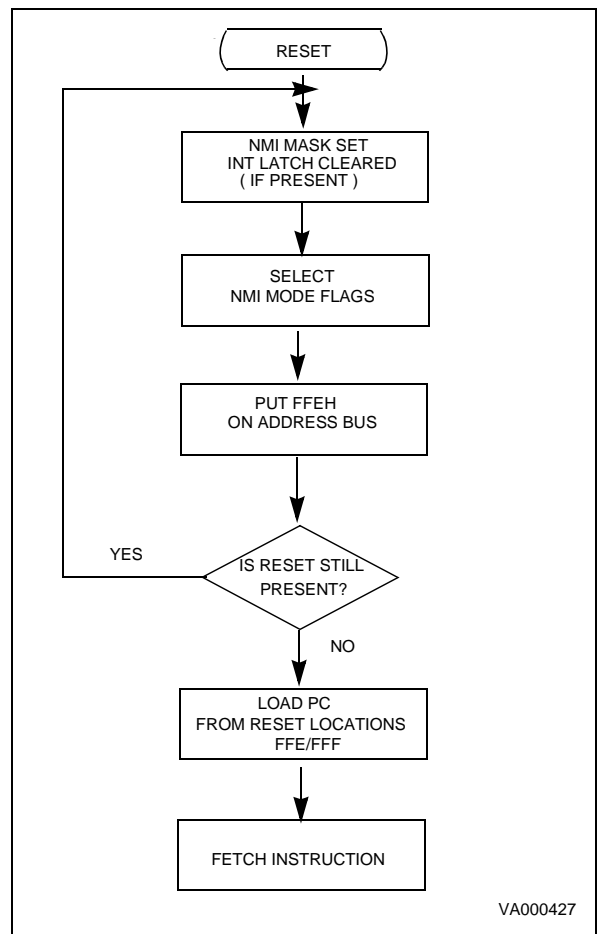 RESET
NMI MASK SET
INT LATCH CLEARED
( IF PRESENT )
SELECT
NMI MODE FLAGS
PUT FFEH
ON ADDRESS BUS
YES
IS RESET STILL
PRESENT?
NO
LOAD PC
FROM RESET LOCATIONS
FFE/FFF
FETCH INSTRUCTION
VA000427